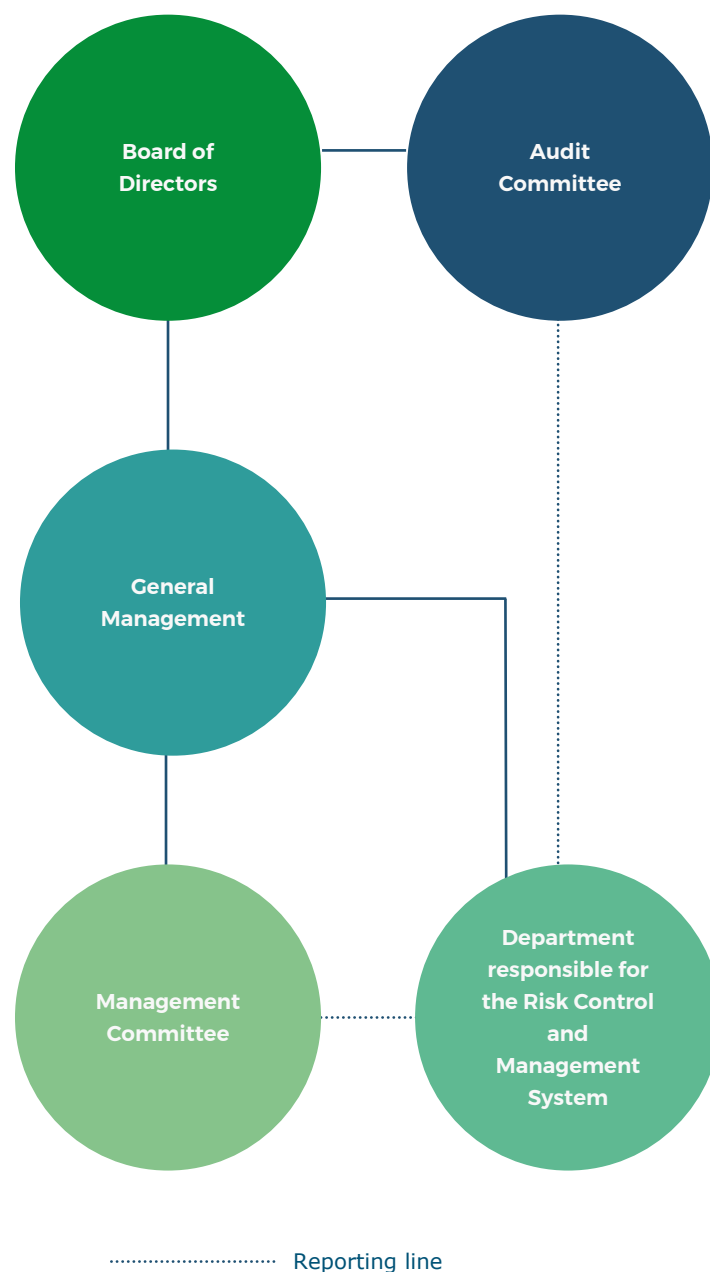 Board of
Directors
Audit
Committee
General
Management
Management
Committee
Department
responsible for
the Risk Control
and
Management
System
Reporting line